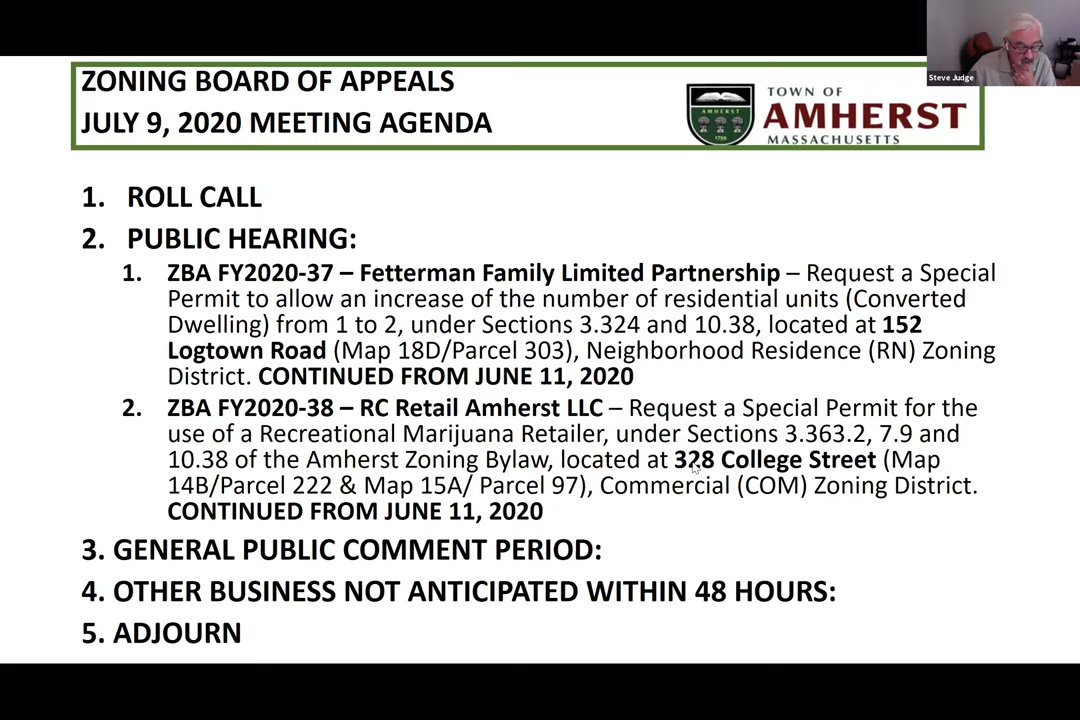 Steve Judge
ZONING BOARD OF APPEALS
JULY 9, 2020 MEETING AGENDA
AMHERST
1759
TOWN OF
AMHERST
MASSACHUSETTS
1. ROLL CALL
2. PUBLIC HEARING:
1. ZBA FY2020-37 – Fetterman Family Limited Partnership – Request a Special
Permit to allow an increase of the number of residential units (Converted
Dwelling) from 1 to 2, under Sections 3.324 and 10.38, located at 152
Logtown Road (Map 18D/Parcel 303), Neighborhood Residence (RN) Zoning
District. CONTINUED FROM JUNE 11, 2020
2. ZBA FY2020-38 – RC Retail Amherst LLC – Request a Special Permit for the
use of a Recreational Marijuana Retailer, under Sections 3.363.2, 7.9 and
10.38 of the Amherst Zoning Bylaw, located at 328 College Street (Map
14B/Parcel 222 & Map 15A/ Parcel 97), Commercial (COM) Zoning District.
CONTINUED FROM JUNE 11, 2020
3. GENERAL PUBLIC COMMENT PERIOD:
4. OTHER BUSINESS NOT ANTICIPATED WITHIN 48 HOURS:
5. ADJOURN